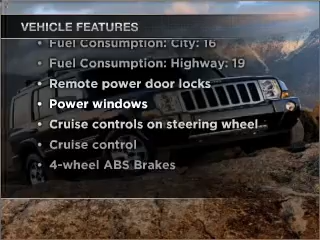 VEHICLE FEATURES
• Fuel Consumption: City: 16
• Fuel Consumption: Highway: 19
• Remote power door locks
• Power windows
• Cruise controls on steering wheel
• Cruise control
• 4-wheel ABS Brakes